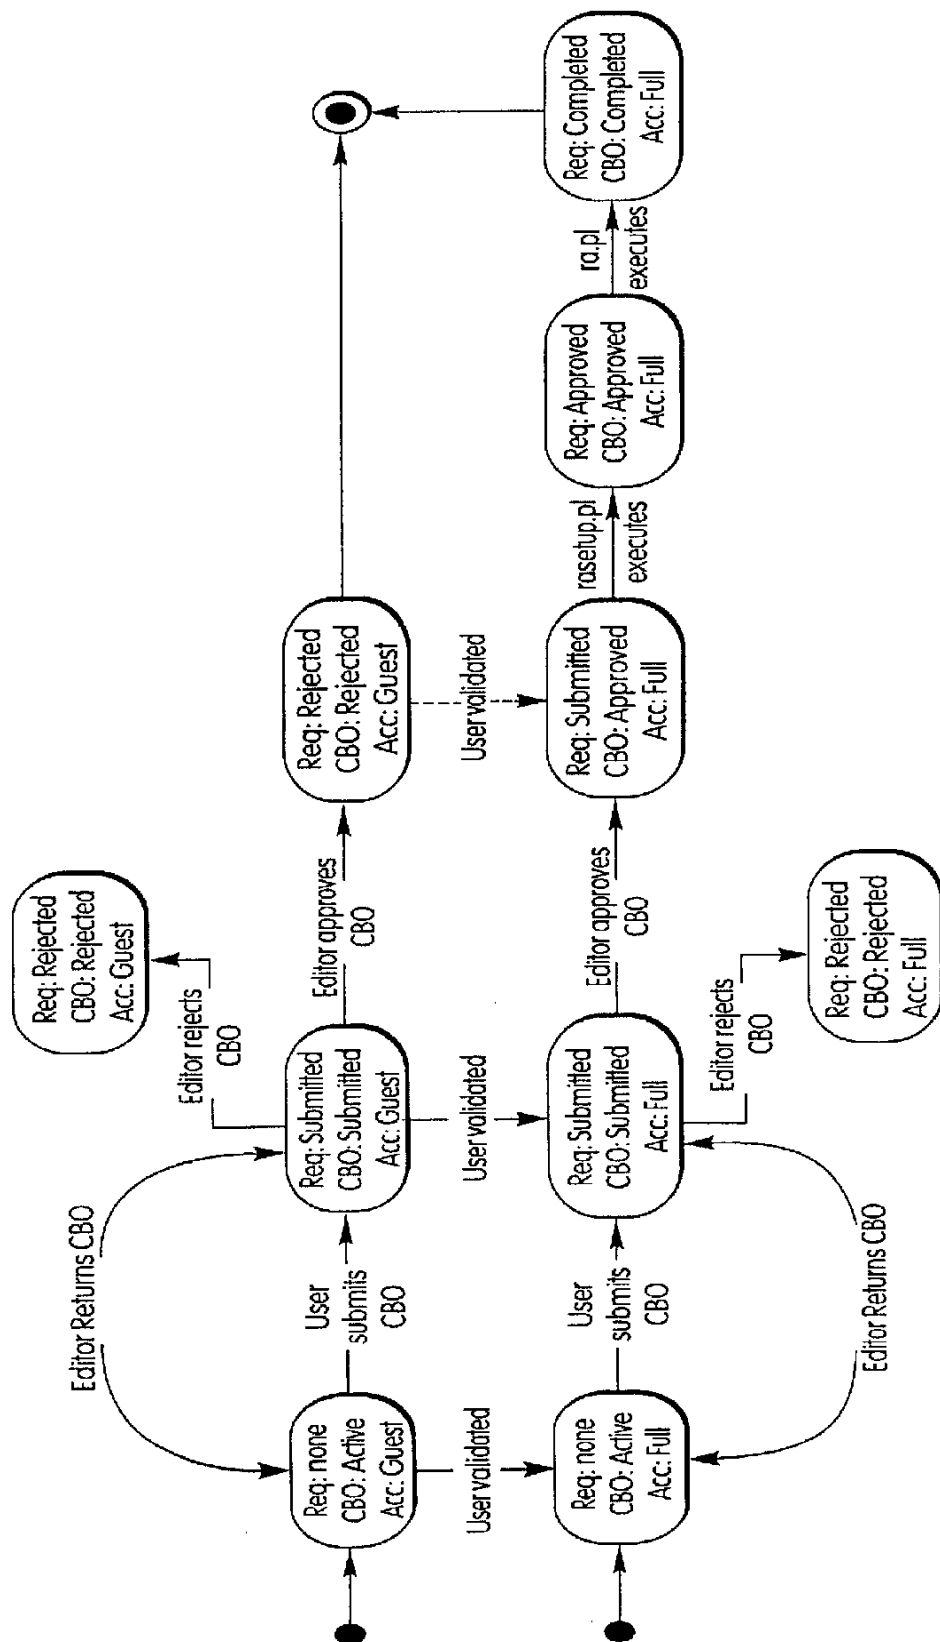 Editor Returns CBO
Editor rejects
CBO
Req: Rejected
CBO: Rejected
Acc: Guest
Req: none
CBO: Active
Acc: Guest
User
submits
CBO
Req: Submitted
CBO: Submitted
Acc: Guest
Editor approves
CBO
Req: Rejected
CBO: Rejected
Acc: Guest
User validated
User validated
User validated
Req: none
CBO: Active
Acc: Full
User
submits
CBO
Req: Submitted
CBO: Submitted
Acc: Full
Editor approves
CBO
Req: Submitted
CBO: Approved
Acc: Full
rasetup.pl
executes
Req: Approved
CBO: Approved
Acc: Full
ra.pl
executes
Req: Completed
CBO: Completed
Acc: Full
Editor Returns CBO
Editor rejects
CBO
Req: Rejected
CBO: Rejected
Acc: Full